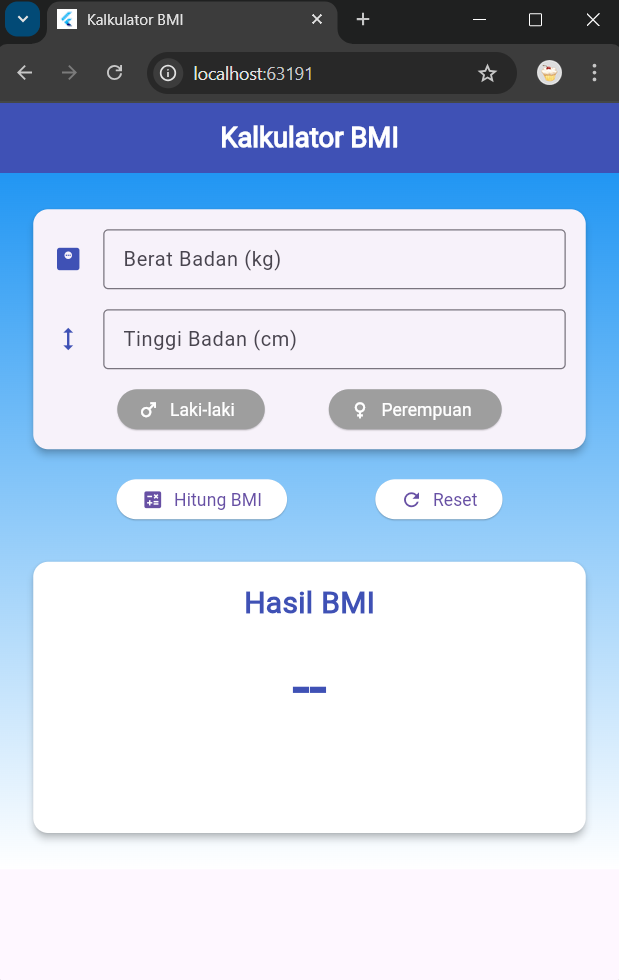 Kalkulator BMI
localhost:63191
Kalkulator BMI
Berat Badan (kg)
Tinggi Badan (cm)
Laki-laki Perempuan
Hitung BMI Reset
Hasil BMI
--